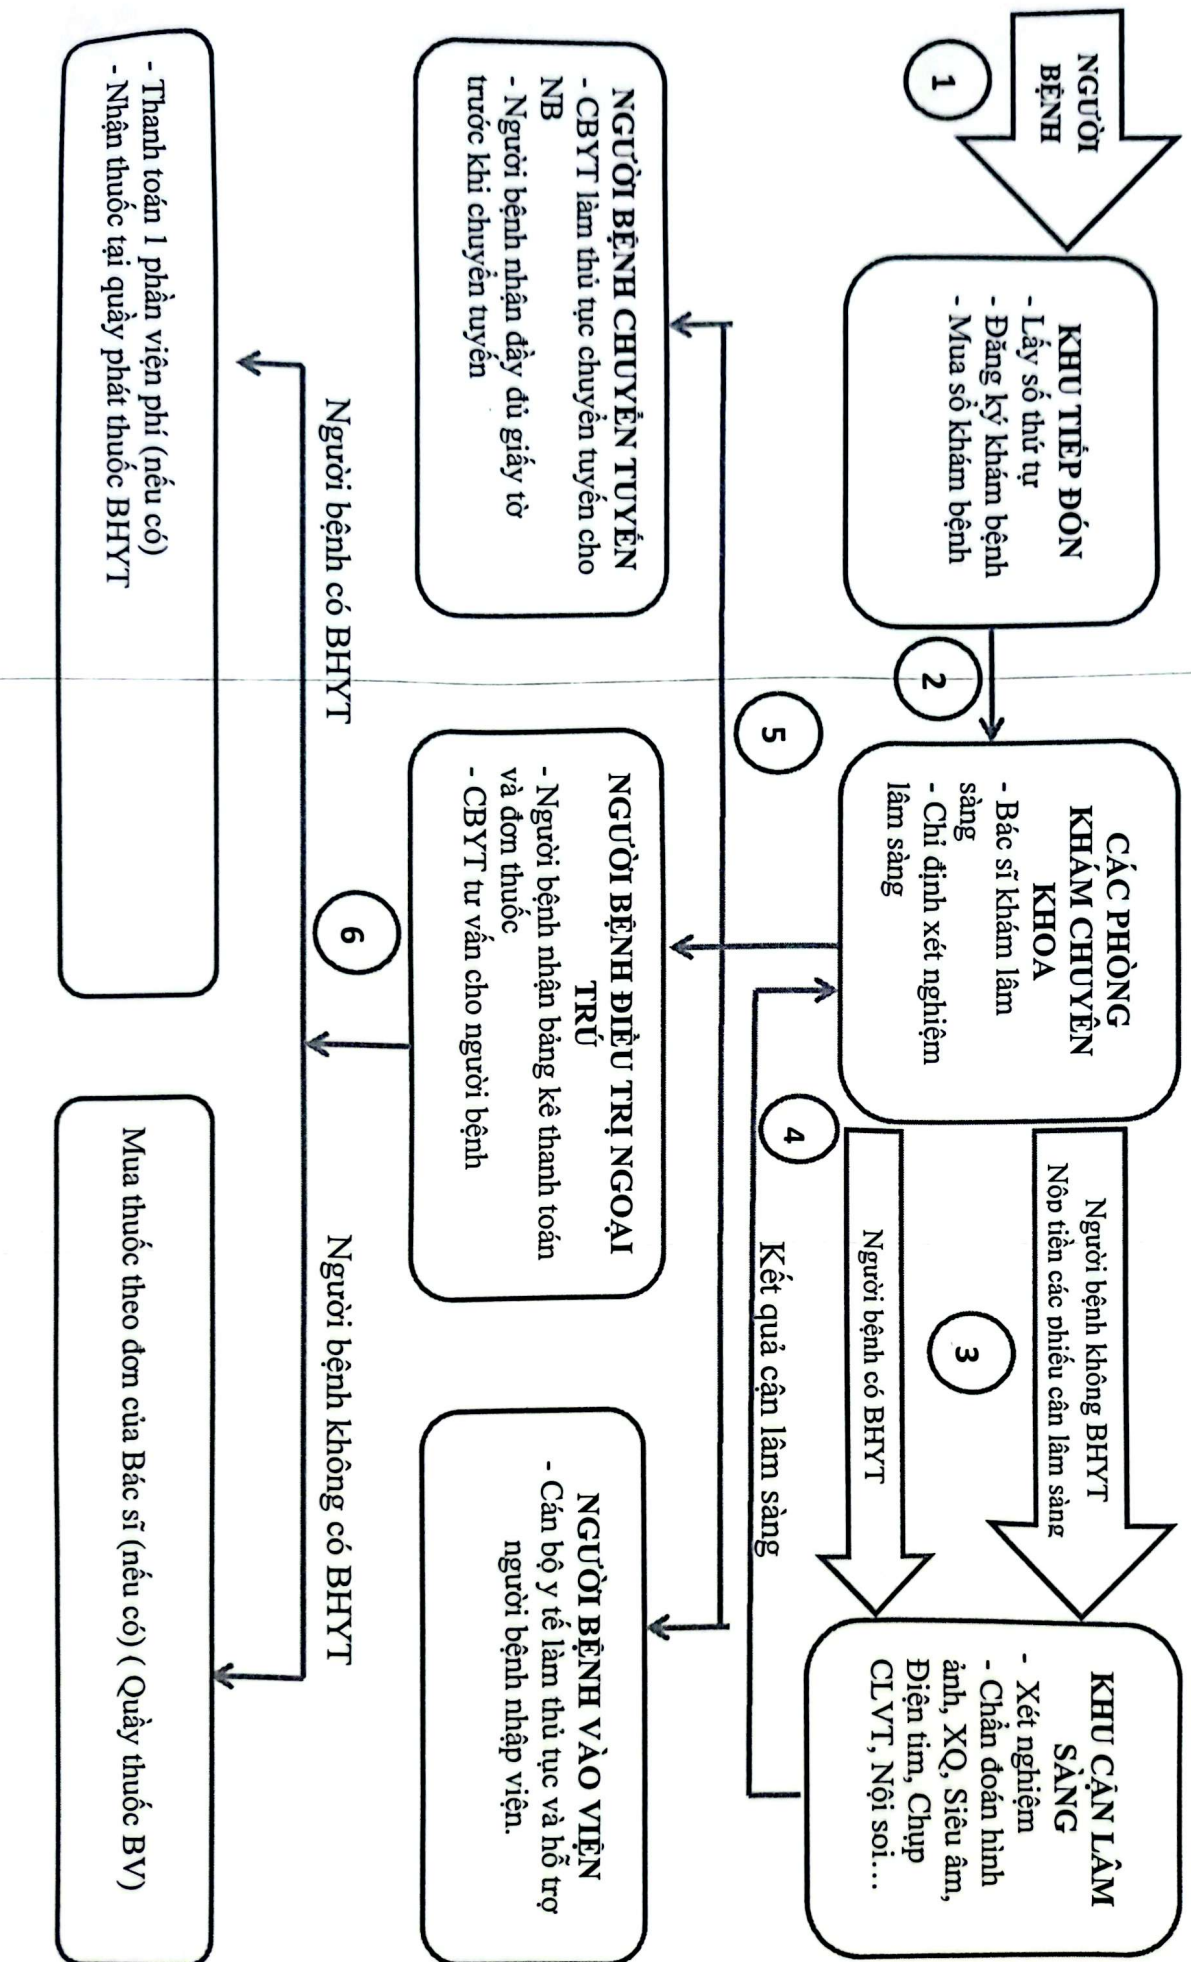 NGƯỜI
BỆNH
1
KHU TIẾP ĐÓN
- Lấy số thứ tự
- Đăng ký khám bệnh
- Mua sổ khám bệnh
2
CÁC PHÒNG
KHÁM CHUYÊN
KHOA
- Bác sĩ khám lâm
sàng
- Chỉ định xét nghiệm
lâm sàng
Người bệnh không BHYT
Nộp tiền các phiếu cân lâm sàng
3
Người bệnh có BHYT
KHU CẬN LÂM
SÀNG
- Xét nghiệm
- Chẩn đoán hình
ảnh, XQ, Siêu âm,
Điện tim, Chụp
CLVT, Nội soi...
4
Kết quả cận lâm sàng
5
NGƯỜI BỆNH CHUYỂN TUYẾN
- CBYT làm thủ tục chuyển tuyến cho
NB
- Người bệnh nhận đầy đủ giấy tờ
trước khi chuyển tuyến
NGƯỜI BỆNH ĐIỀU TRỊ NGOẠI
TRÚ
- Người bệnh nhận bảng kê thanh toán
và đơn thuốc
- CBYT tư vấn cho người bệnh
NGƯỜI BỆNH VÀO VIỆN
- Cán bộ y tế làm thủ tục và hỗ trợ
người bệnh nhập viện.
6
Người bệnh có BHYT
Người bệnh không có BHYT
- Thanh toán 1 phần viện phí (nếu có)
- Nhận thuốc tại quầy phát thuốc BHYT
Mua thuốc theo đơn của Bác sĩ (nếu có) ( Quầy thuốc BV)